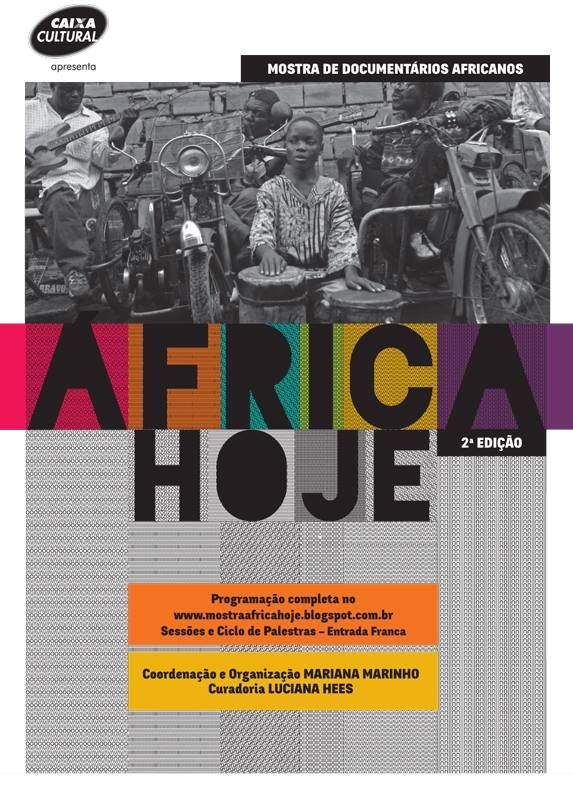 CAIXA
CULTURAL
apresenta
MOSTRA DE DOCUMENTÁRIOS AFRICANOS
BRAVO
ÁFRICA
HOJE
2ª EDIÇÃO
Programação completa no
www.mostraafricahoje.blogspot.com.br
Sessões e Ciclo de Palestras – Entrada Franca
Coordenação e Organização MARIANA MARINHO
Curadoria LUCIANA HEES